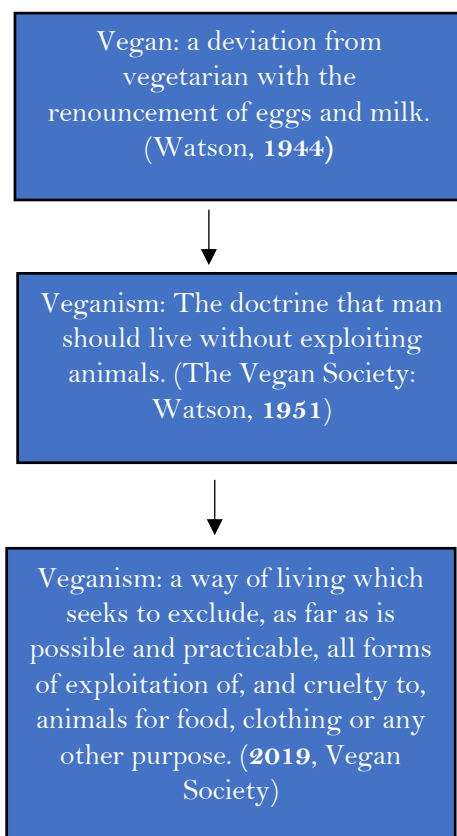 Vegan: a deviation from
vegetarian with the
renouncement of eggs and milk.
(Watson, 1944)
Veganism: The doctrine that man
should live without exploiting
animals. (The Vegan Society:
Watson, 1951)
Veganism: a way of living which
seeks to exclude, as far as is
possible and practicable, all forms
of exploitation of, and cruelty to,
animals for food, clothing or any
other purpose. (2019, Vegan
Society)